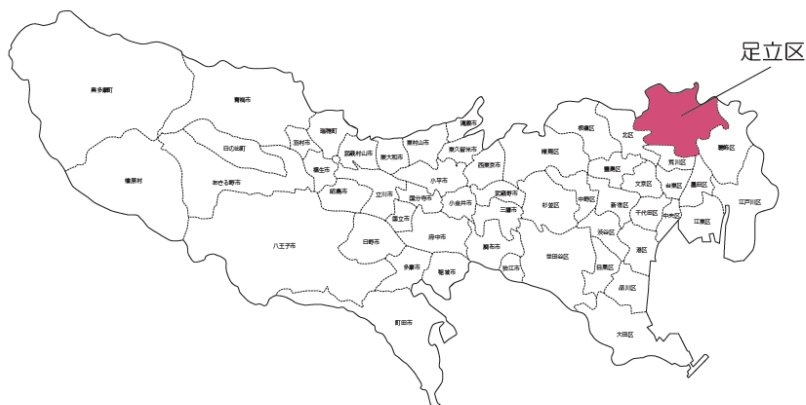 足立区
奥多摩町
青梅市
瑞穂町
清瀬市
板橋区
北区
日の出町
羽村市
武蔵村山市
東大和市
東村山市
東久留米市
練馬区
葛飾区
檜原村
あきる野市
福生市
西東京市
豊島区
荒川区
昭島市
立川市
小平市
文京区
台東区
墨田区
国分寺市
小金井市
武蔵野市
杉並区
中野区
新宿区
江戸川区
国立市
三鷹市
千代田区
中央区
江東区
八王子市
日野市
府中市
調布市
世田谷区
渋谷区
港区
多摩市
稲城市
狛江市
目黒区
品川区
町田市
大田区